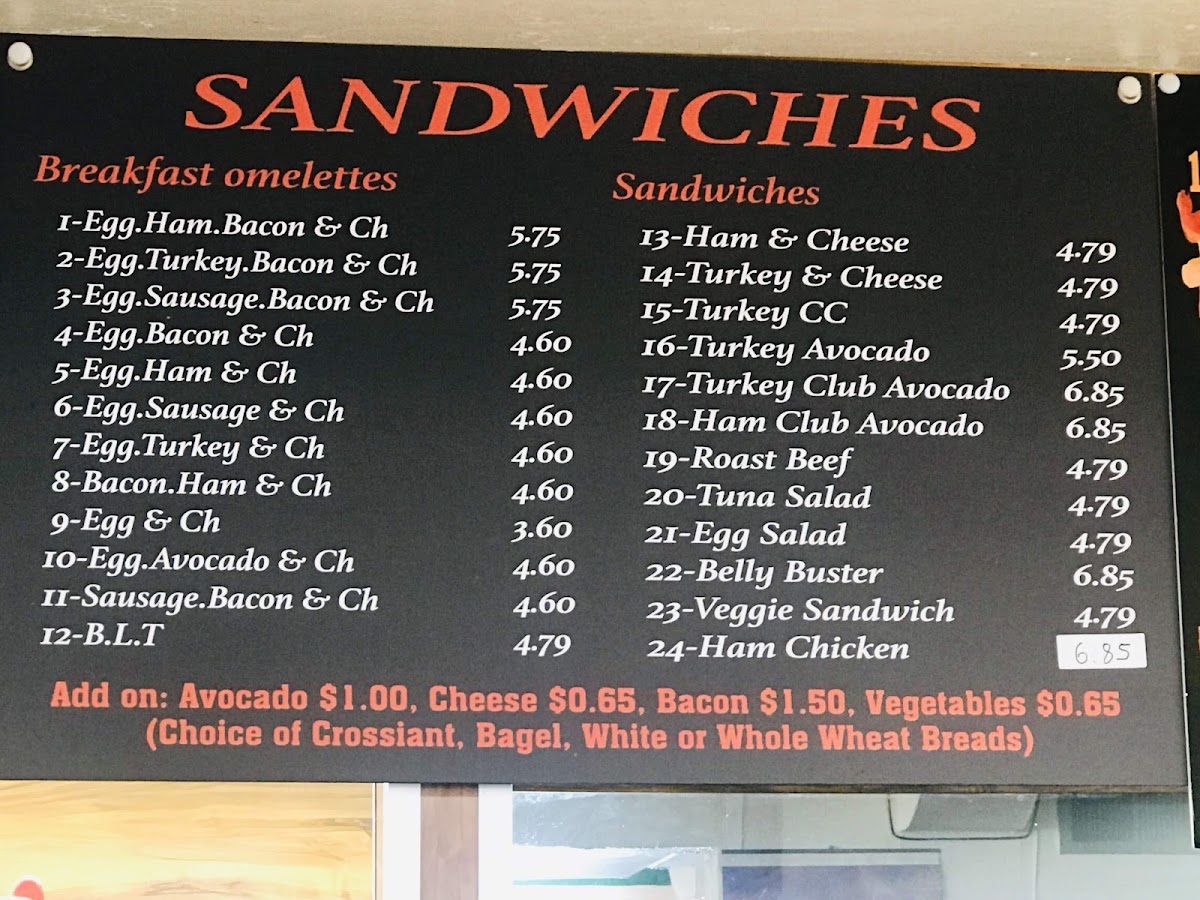 SANDWICHES
Breakfast omelettes
1-Egg.Ham.Bacon & Ch 5.75
2-Egg.Turkey.Bacon & Ch 5.75
3-Egg.Sausage.Bacon & Ch 5.75
4-Egg.Bacon & Ch 4.60
5-Egg.Ham & Ch 4.60
6-Egg.Sausage & Ch 4.60
7-Egg.Turkey & Ch 4.60
8-Bacon.Ham & Ch 4.60
9-Egg & Ch 3.60
10-Egg.Avocado & Ch 4.60
11-Sausage.Bacon & Ch 4.60
12-B.L.T 4.79
Sandwiches
13-Ham & Cheese 4.79
14-Turkey & Cheese 4.79
15-Turkey CC 4.79
16-Turkey Avocado 5.50
17-Turkey Club Avocado 6.85
18-Ham Club Avocado 6.85
19-Roast Beef 4.79
20-Tuna Salad 4.79
21-Egg Salad 4.79
22-Belly Buster 6.85
23-Veggie Sandwich 4.79
24-Ham Chicken 6.85
Add on: Avocado $1.00, Cheese $0.65, Bacon $1.50, Vegetables $0.65
(Choice of Crossiant, Bagel, White or Whole Wheat Breads)